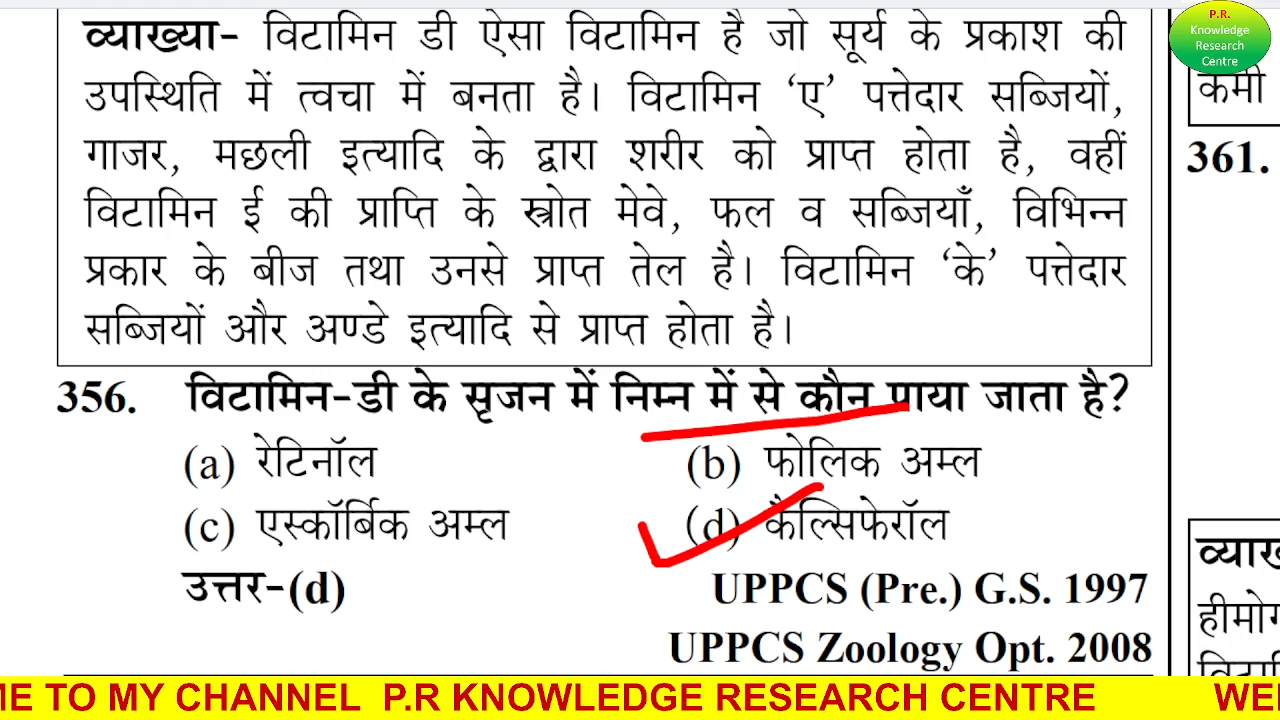 व्याख्या- विटामिन डी ऐसा विटामिन है जो सूर्य के प्रकाश की
उपस्थिति में त्वचा में बनता है। विटामिन ‘ए’ पत्तेदार सब्जियों,
गाजर, मछली इत्यादि के द्वारा शरीर को प्राप्त होता है, वहीं
विटामिन ई की प्राप्ति के स्त्रोत मेवे, फल व सब्जियाँ, विभिन्न
प्रकार के बीज तथा उनसे प्राप्त तेल है। विटामिन ‘के’ पत्तेदार
सब्जियों और अण्डे इत्यादि से प्राप्त होता है।
356. विटामिन-डी के सृजन में निम्न में से कौन पाया जाता है?
(a) रेटिनॉल (b) फोलिक अम्ल
(c) एस्कॉर्बिक अम्ल (d) कैल्सिफेरॉल
उत्तर-(d) UPPCS (Pre.) G.S. 1997
UPPCS Zoology Opt. 2008
P.R.
Knowledge
Research
Centre
कमी
361.
ME TO MY CHANNEL P.R KNOWLEDGE RESEARCH CENTRE